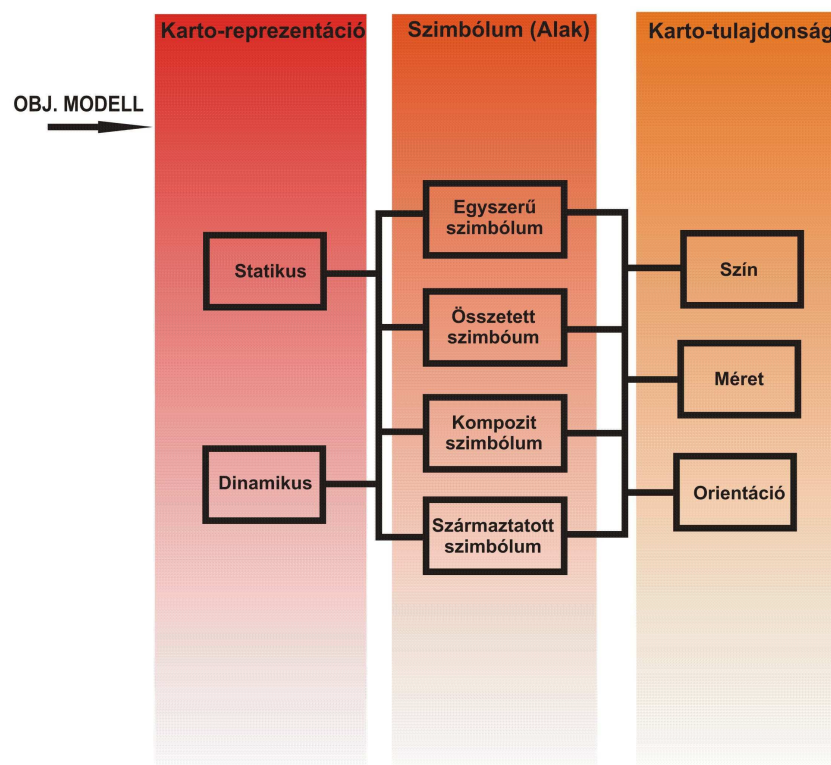 Karto-reprezentáció
Szimbólum (Alak)
Karto-tulajdonság
OBJ. MODELL
Statikus
Dinamikus
Egyszerű
szimbólum
Összetett
szimbóum
Kompozit
szimbólum
Származtatott
szimbólum
Szín
Méret
Orientáció